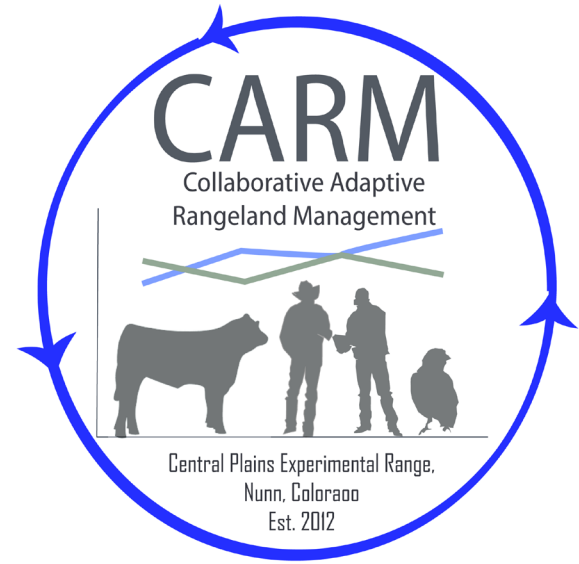 CARM
Collaborative Adaptive
Rangeland Management
Central Plains Experimental Range,
Nunn, Coloraoo
Est. 2012